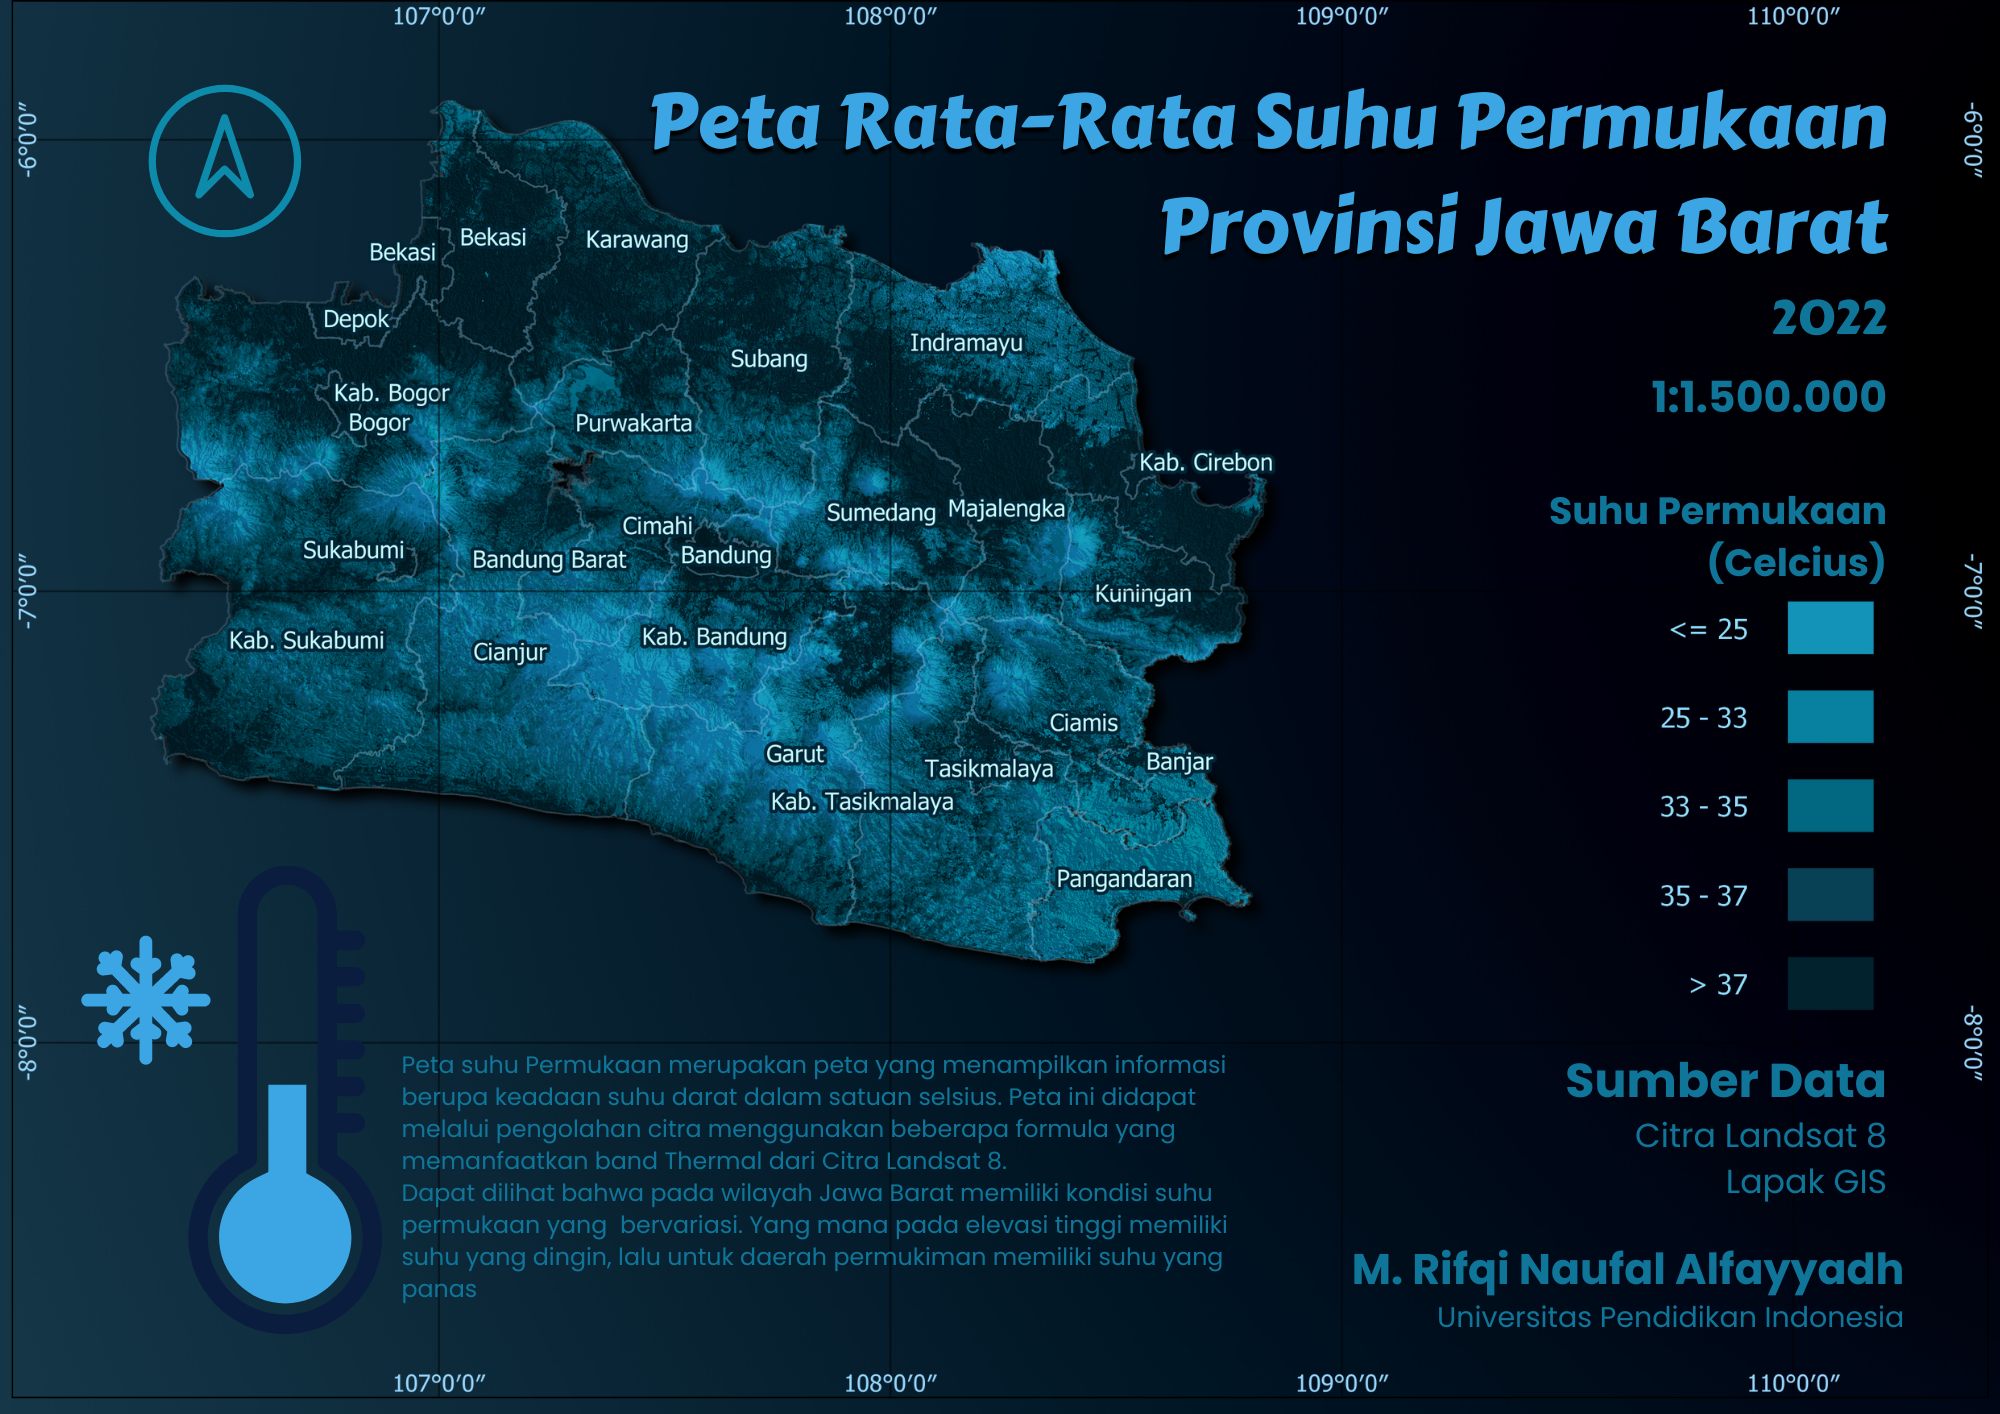 107°0′0″ 108°0′0″ 109°0′0″ 110°0′0″
-6°0′0″ -6°0′0″
Peta Rata-Rata Suhu Permukaan
Provinsi Jawa Barat
2022
1:1.500.000
Bekasi
Bekasi
Karawang
Depok
Subang
Indramayu
Kab. Bogor
Bogor
Purwakarta
Kab. Cirebon
Sumedang
Majalengka
Cimahi
Sukabumi
Bandung Barat
Bandung
Kuningan
-7°0′0″ -7°0′0″
Kab. Sukabumi
Cianjur
Kab. Bandung
Ciamis
Garut
Tasikmalaya
Banjar
Kab. Tasikmalaya
Pangandaran
Suhu Permukaan
(Celcius)
<= 25
25 - 33
33 - 35
35 - 37
> 37
-8°0′0″ -8°0′0″
Peta suhu Permukaan merupakan peta yang menampilkan informasi
berupa keadaan suhu darat dalam satuan selsius. Peta ini didapat
melalui pengolahan citra menggunakan beberapa formula yang
memanfaatkan band Thermal dari Citra Landsat 8.
Dapat dilihat bahwa pada wilayah Jawa Barat memiliki kondisi suhu
permukaan yang  bervariasi. Yang mana pada elevasi tinggi memiliki
suhu yang dingin, lalu untuk daerah permukiman memiliki suhu yang
panas
Sumber Data
Citra Landsat 8
Lapak GIS
M. Rifqi Naufal Alfayyadh
Universitas Pendidikan Indonesia
107°0′0″ 108°0′0″ 109°0′0″ 110°0′0″